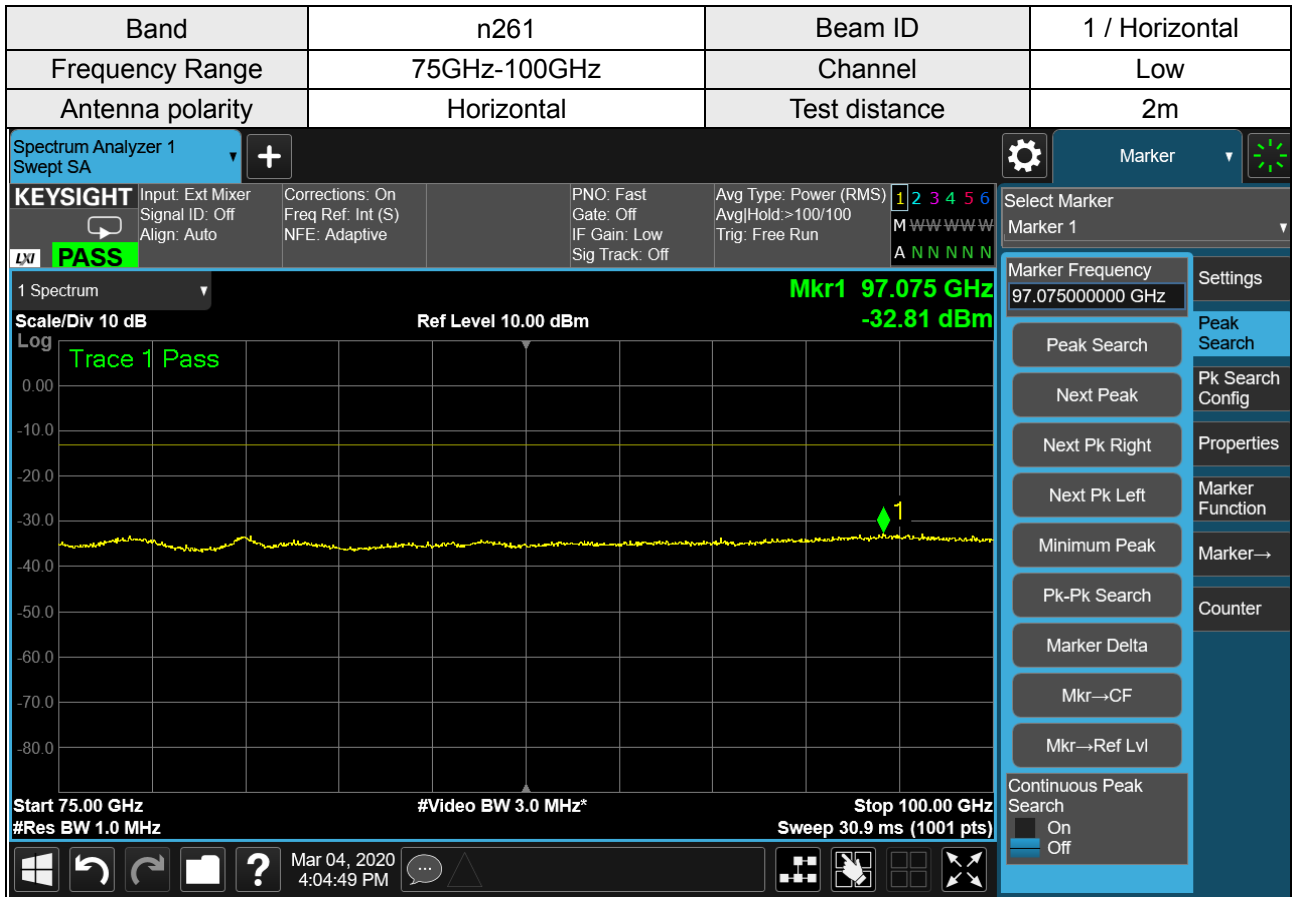 Band n261 Beam ID 1 / Horizontal
Frequency Range 75GHz-100GHz Channel Low
Antenna polarity Horizontal Test distance 2m
Spectrum Analyzer 1
Swept SA
Marker
KEYSIGHT
LXI PASS
Input: Ext Mixer
Signal ID: Off
Align: Auto
Corrections: On
Freq Ref: Int (S)
NFE: Adaptive
PNO: Fast
Gate: Off
IF Gain: Low
Sig Track: Off
Avg Type: Power (RMS)
Avg|Hold:>100/100
Trig: Free Run
1 2 3 4 5 6
M W W W W W
A N N N N N
Select Marker
Marker 1
1 Spectrum
Mkr1 97.075 GHz
-32.81 dBm
Scale/Div 10 dB
Ref Level 10.00 dBm
Log
Trace 1 Pass
0.00
-10.0
-20.0
-30.0
-40.0
-50.0
-60.0
-70.0
-80.0
1
Start 75.00 GHz
#Video BW 3.0 MHz*
Stop 100.00 GHz
#Res BW 1.0 MHz
Sweep 30.9 ms (1001 pts)
Marker Frequency
97.075000000 GHz
Peak Search
Next Peak
Next Pk Right
Next Pk Left
Minimum Peak
Pk-Pk Search
Marker Delta
Mkr→CF
Mkr→Ref Lvl
Continuous Peak
Search
On
Off
Settings
Peak
Search
Pk Search
Config
Properties
Marker
Function
Marker→
Counter
?
Mar 04, 2020
4:04:49 PM